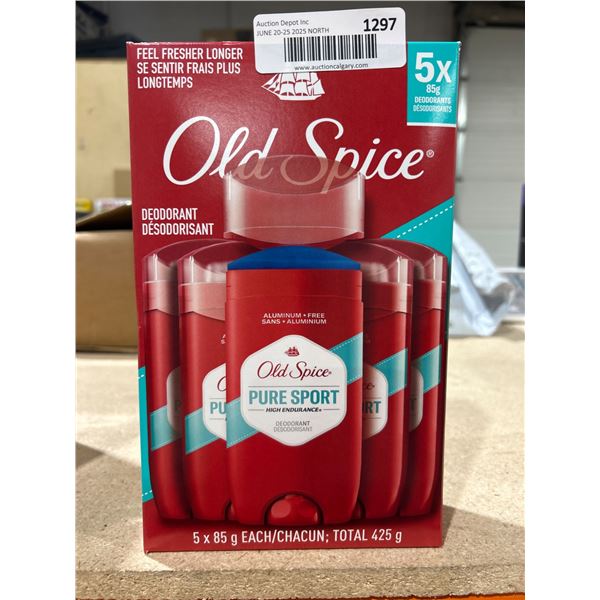 Auction Depot Inc
JUNE 20-25 2025 NORTH
1297
www.auctioncalgary.com
FEEL FRESHER LONGER
SE SENTIR FRAIS PLUS
LONGTEMPS
5x
85g
DEODORANTS
DÉSODORISANTS
Old Spice®
DEODORANT
DÉSODORISANT
ALUMINUM • FREE
SANS • ALUMINIUM
Old Spice®
PURE SPORT
HIGH ENDURANCE®
DEODORANT
DÉSODORISANT
P
P
RT
RT
5 x 85 g EACH/CHACUN; TOTAL 425 g